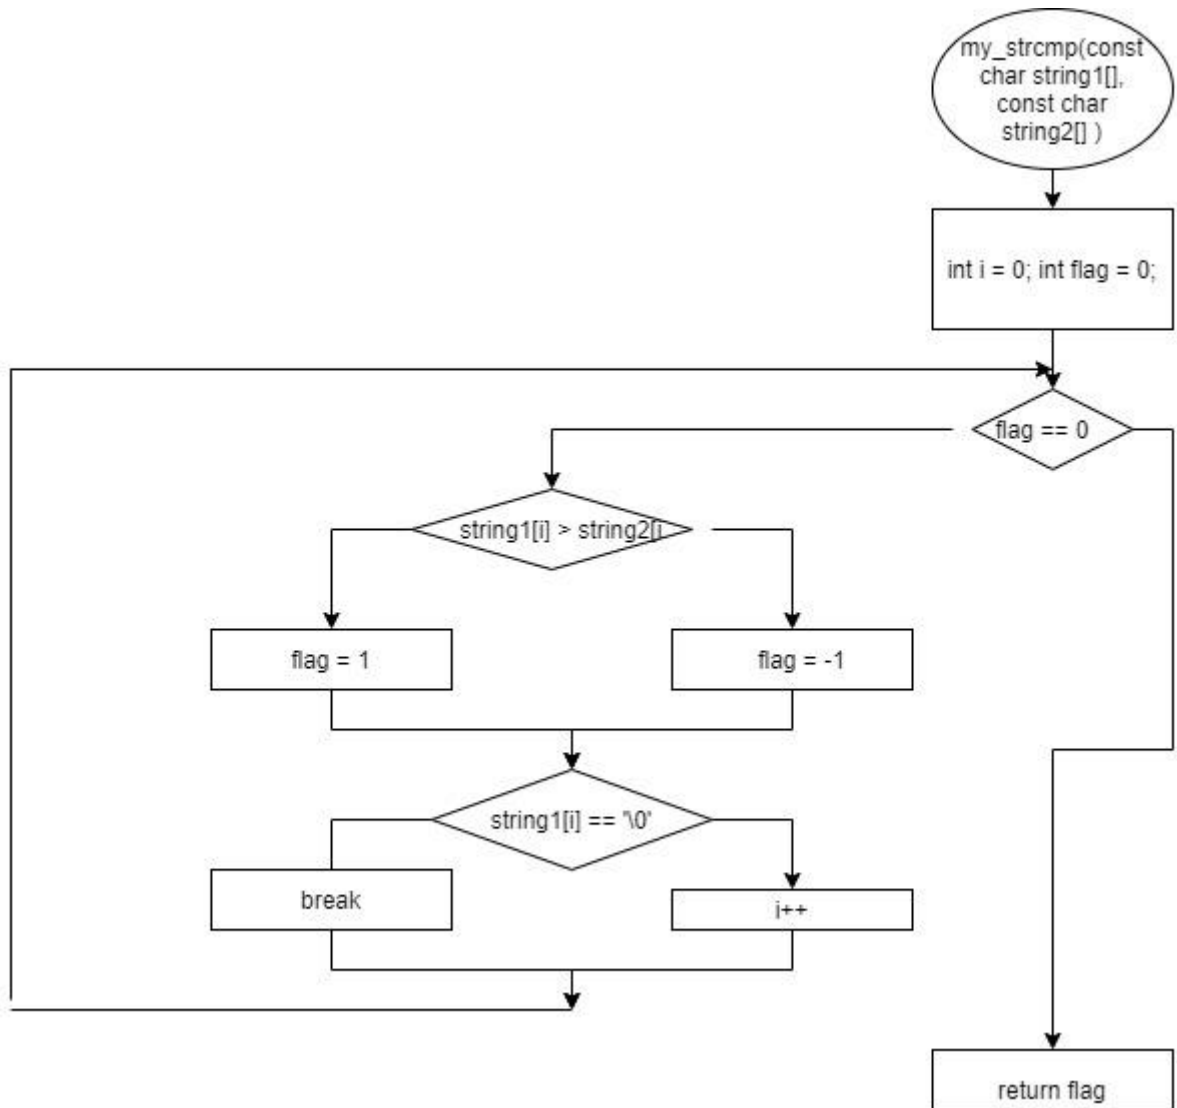 my_strcmp(const
char string1[],
const char
string2[] )
int i = 0; int flag = 0;
flag == 0
string1[i] > string2[i
flag = 1
flag = -1
string1[i] == '\0'
break
i++
return flag